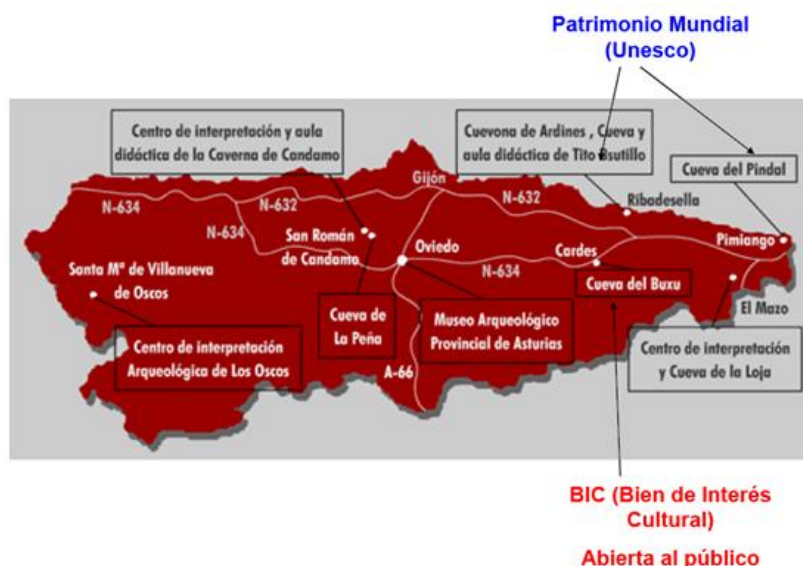 Patrimonio Mundial
(Unesco)
Centro de interpretación y aula
didáctica de la Caverna de Candamo
Cuevona de Ardines , Cueva y
aula didáctica de Tito Bsutillo
Cueva del Pindal
Gijón
Ribadesella
N-634
N-632
N-632
N-634
San Román
de Candamo
Oviedo
Cardes
Pimiango
N-634
Santa Mª de Villanueva
de Oscos
Cueva del Buxu
El Mazo
Cueva de
La Peña
Museo Arqueológico
Provincial de Asturias
Centro de interpretación
Arqueológica de Los Oscos
Centro de interpretación
y Cueva de la Loja
A-66
BIC (Bien de Interés
Cultural)
Abierta al público